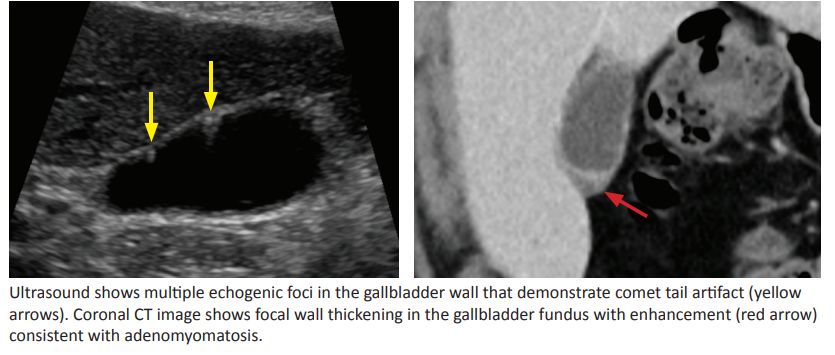 Ultrasound shows multiple echogenic foci in the gallbladder wall that demonstrate comet tail artifact (yellow
arrows). Coronal CT image shows focal wall thickening in the gallbladder fundus with enhancement (red arrow)
consistent with adenomyomatosis.